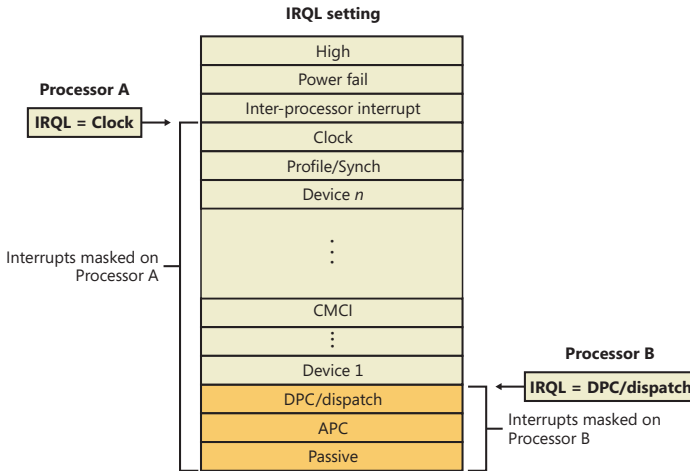 IRQL setting
High
Power fail
Inter-processor interrupt
Clock
Profile/Synch
Device n
⋮
CMCI
⋮
Device 1
DPC/dispatch
APC
Passive
Processor A
IRQL = Clock
Interrupts masked on
Processor A
Processor B
IRQL = DPC/dispatch
Interrupts masked on
Processor B